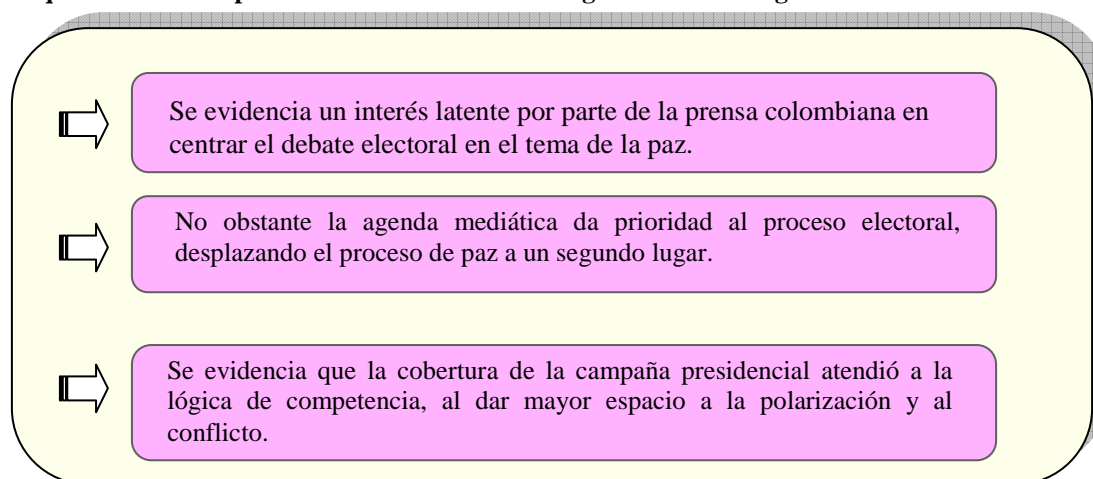 Se evidencia un interés latente por parte de la prensa colombiana en
centrar el debate electoral en el tema de la paz.
No obstante la agenda mediática da prioridad al proceso electoral,
desplazando el proceso de paz a un segundo lugar.
Se evidencia que la cobertura de la campaña presidencial atendió a la
lógica de competencia, al dar mayor espacio a la polarización y al
conflicto.